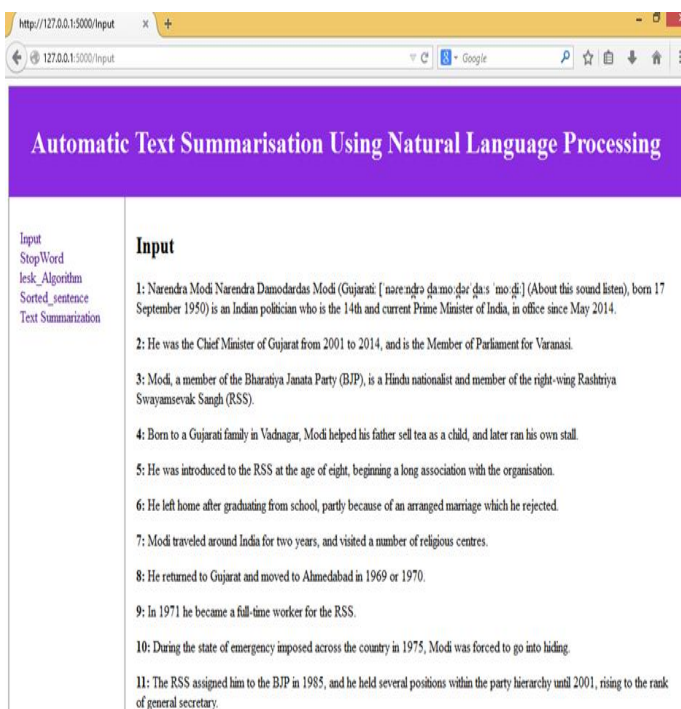 http://127.0.0.1:5000/Input
127.0.0.1:5000/Input
Google
Automatic Text Summarisation Using Natural Language Processing
Input
StopWord
lesk_Algorithm
Sorted_sentence
Text Summarization
Input
1: Narendra Modi Narendra Damodardas Modi (Gujarati: [ˈnəreːnd̪rə d̪aːmoːd̪ərˈd̪aːs ˈmoːd̪iː] (About this sound listen), born 17
September 1950) is an Indian politician who is the 14th and current Prime Minister of India, in office since May 2014.
2: He was the Chief Minister of Gujarat from 2001 to 2014, and is the Member of Parliament for Varanasi.
3: Modi, a member of the Bharatiya Janata Party (BJP), is a Hindu nationalist and member of the right-wing Rashtriya
Swayamsevak Sangh (RSS).
4: Born to a Gujarati family in Vadnagar, Modi helped his father sell tea as a child, and later ran his own stall.
5: He was introduced to the RSS at the age of eight, beginning a long association with the organisation.
6: He left home after graduating from school, partly because of an arranged marriage which he rejected.
7: Modi traveled around India for two years, and visited a number of religious centres.
8: He returned to Gujarat and moved to Ahmedabad in 1969 or 1970.
9: In 1971 he became a full-time worker for the RSS.
10: During the state of emergency imposed across the country in 1975, Modi was forced to go into hiding.
11: The RSS assigned him to the BJP in 1985, and he held several positions within the party hierarchy until 2001, rising to the rank
of general secretary.